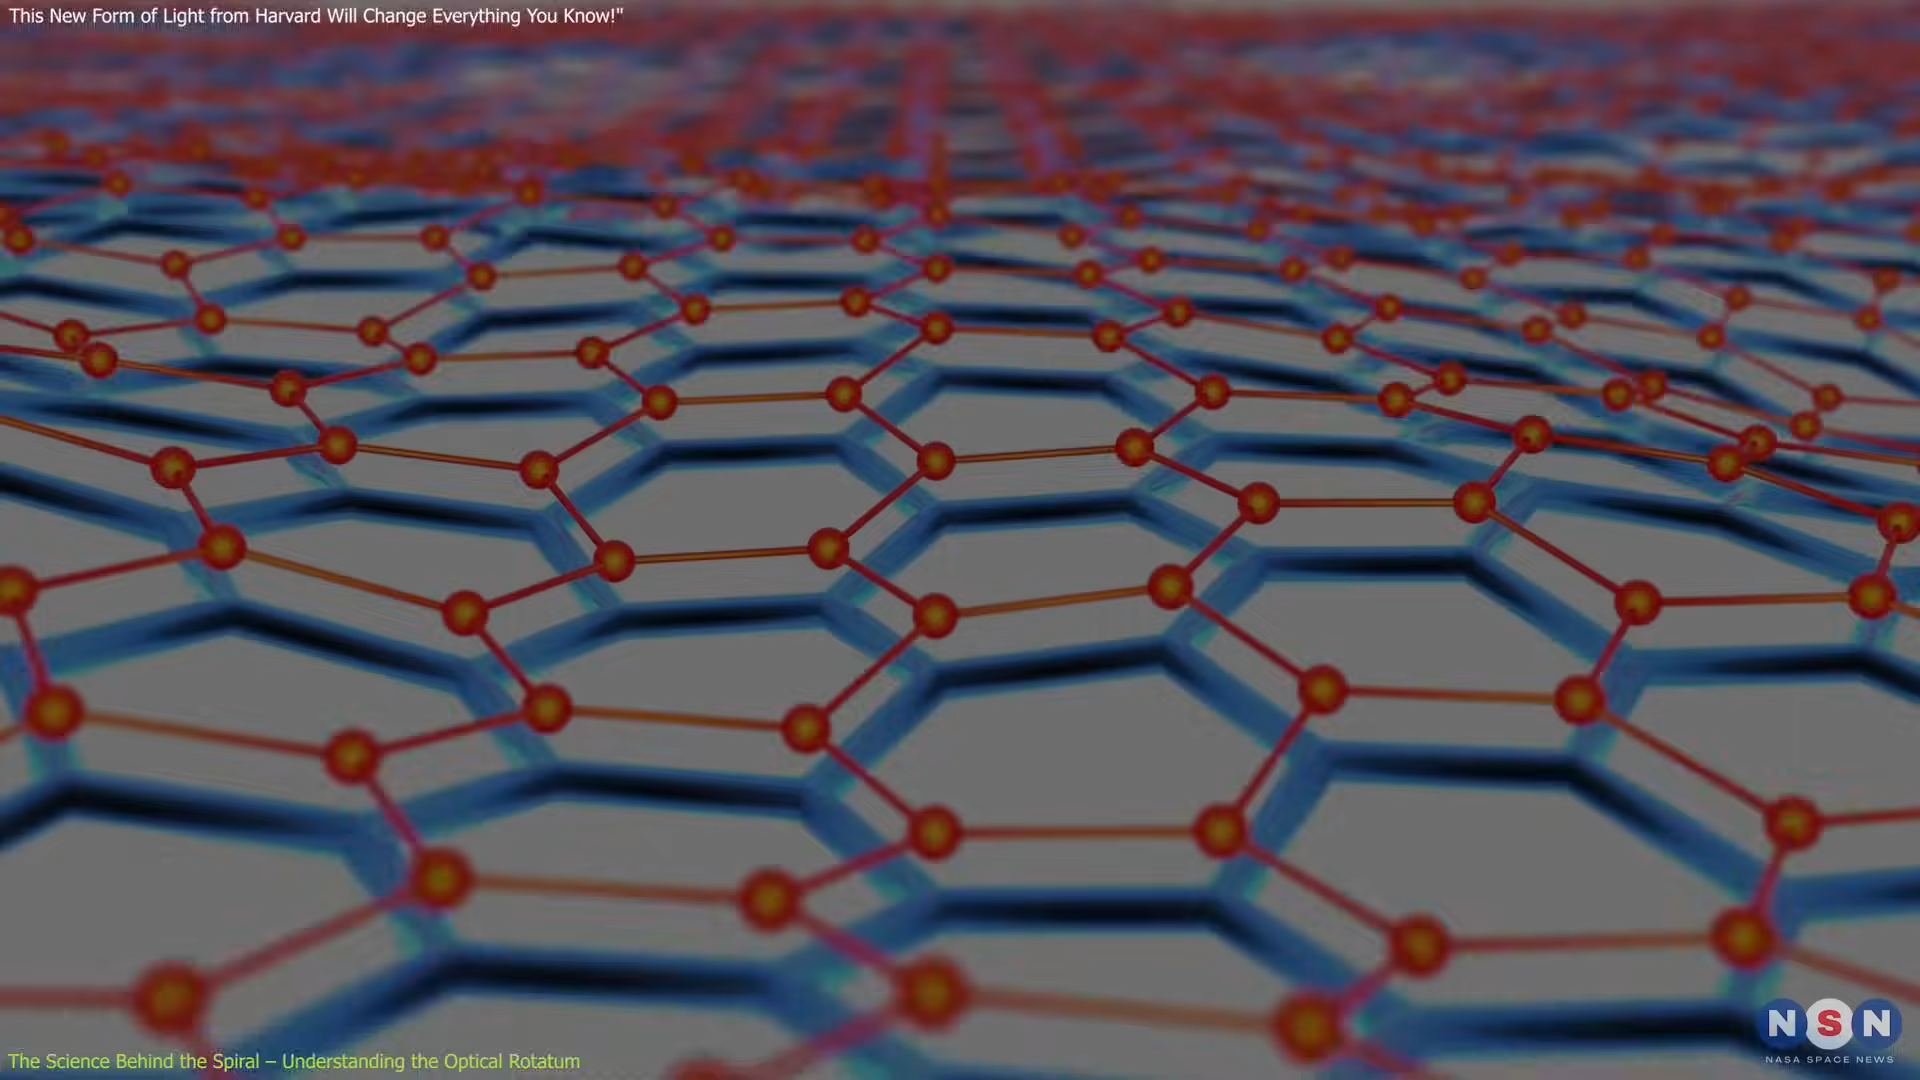 This New Form of Light from Harvard Will Change Everything You Know!"
NSN
NASA SPACE NEWS
The Science Behind the Spiral – Understanding the Optical Rotatum